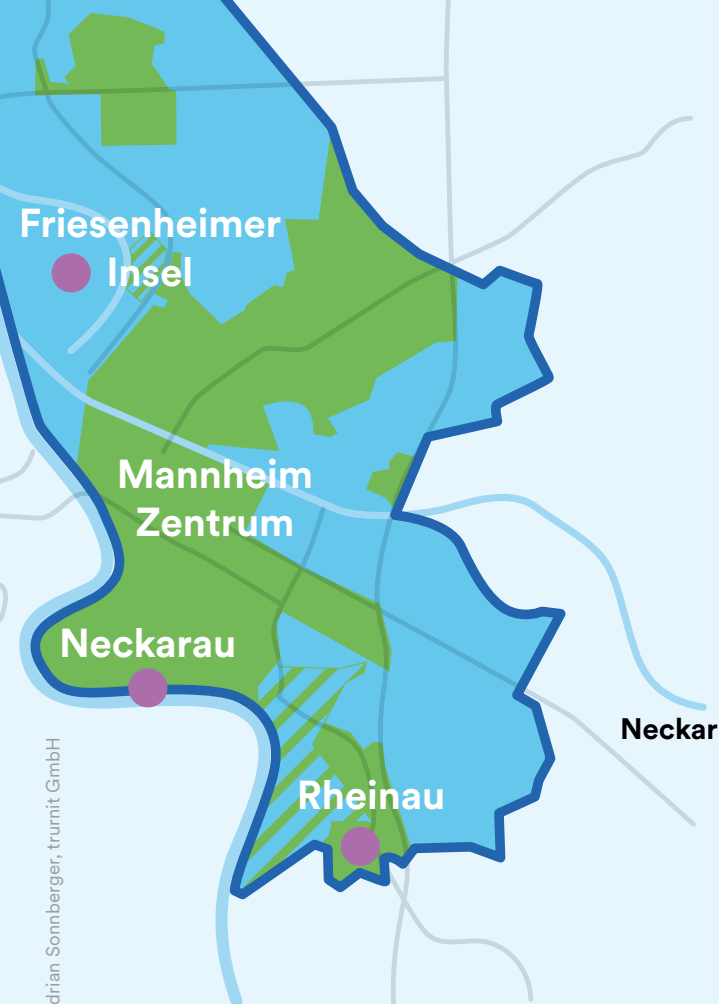 Friesenheimer
Insel
Mannheim
Zentrum
Neckarau
Neckar
Rheinau
drian Sonnberger, trurnit GmbH